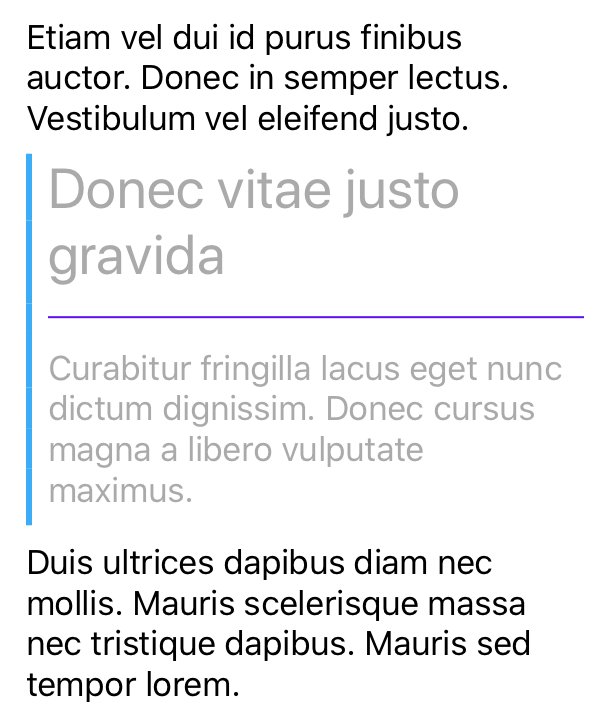 Etiam vel dui id purus finibus
auctor. Donec in semper lectus.
Vestibulum vel eleifend justo.
Donec vitae justo
gravida
Curabitur fringilla lacus eget nunc
dictum dignissim. Donec cursus
magna a libero vulputate
maximus.
Duis ultrices dapibus diam nec
mollis. Mauris scelerisque massa
nec tristique dapibus. Mauris sed
tempor lorem.